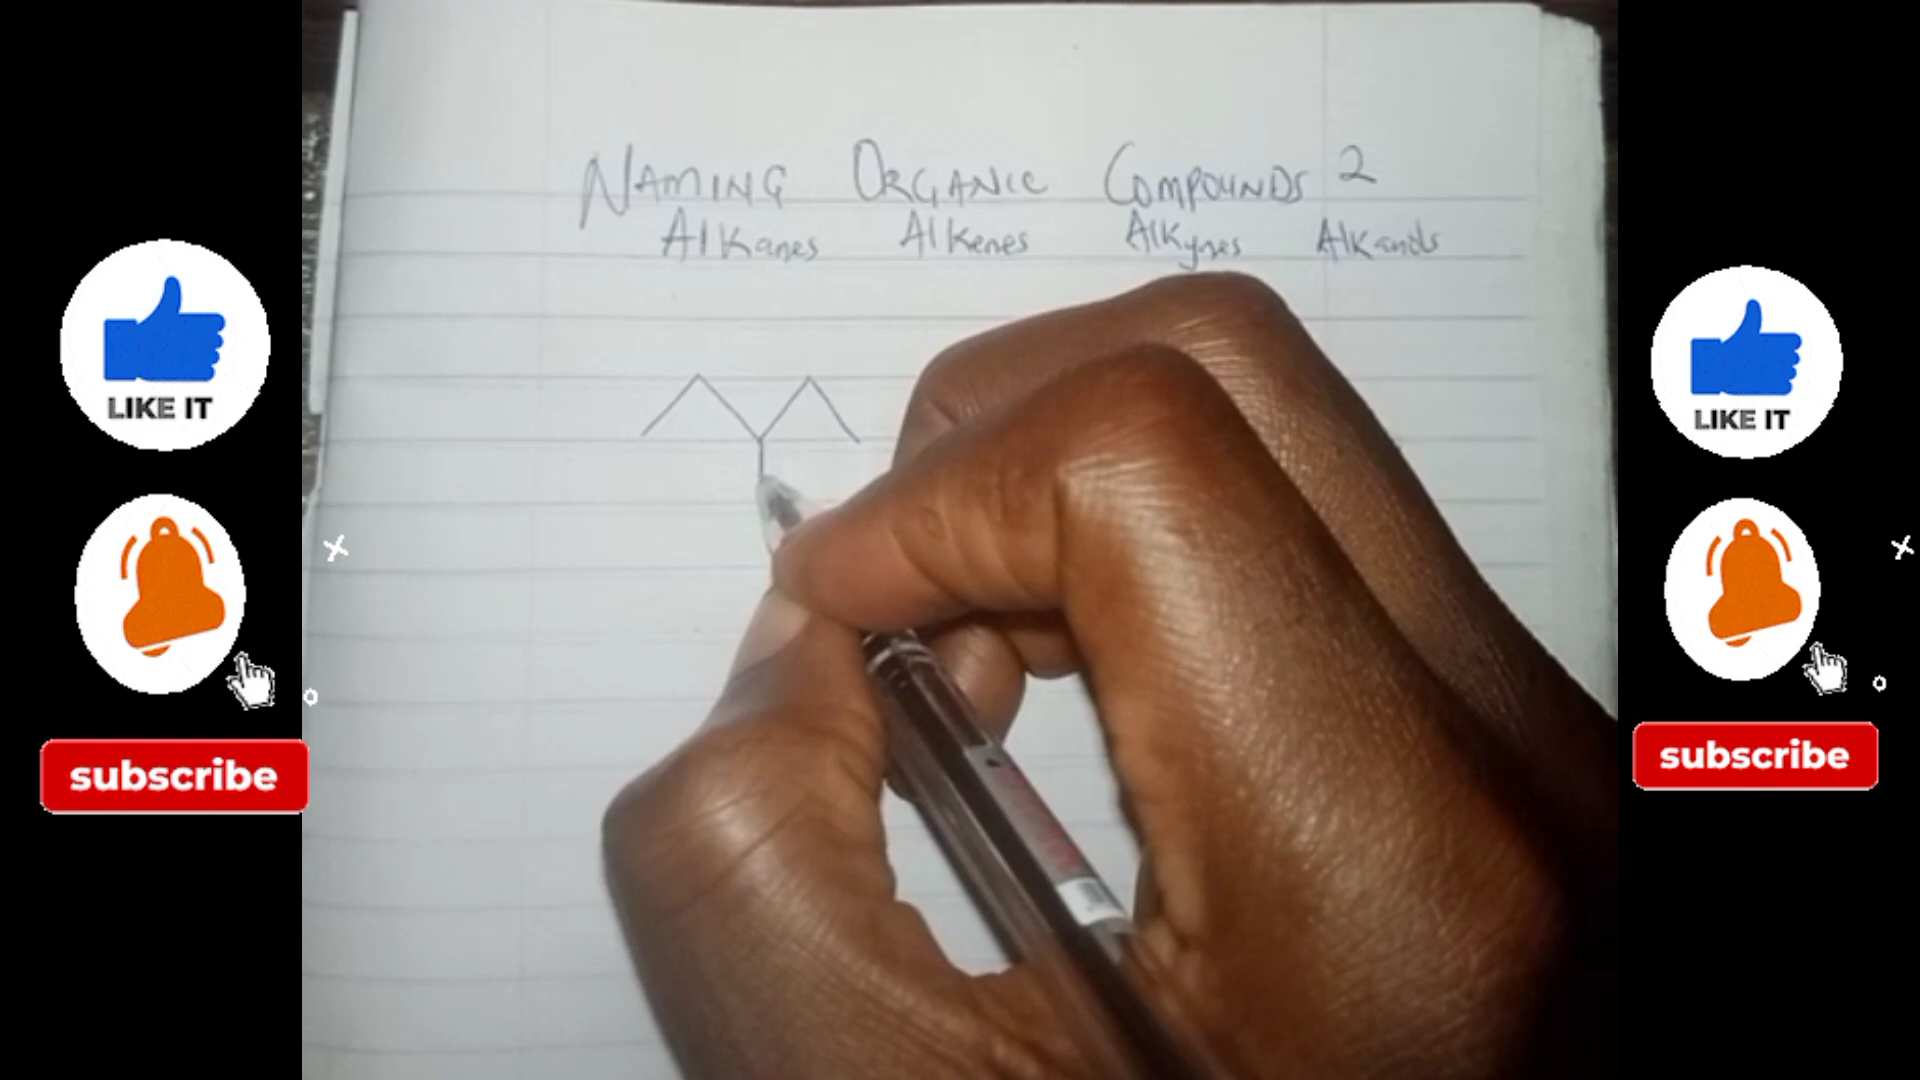 NAMING ORGANIC COMPOUNDS 2
Alkanes Alkenes Alkynes Alkanols
LIKE IT
LIKE IT
subscribe
subscribe